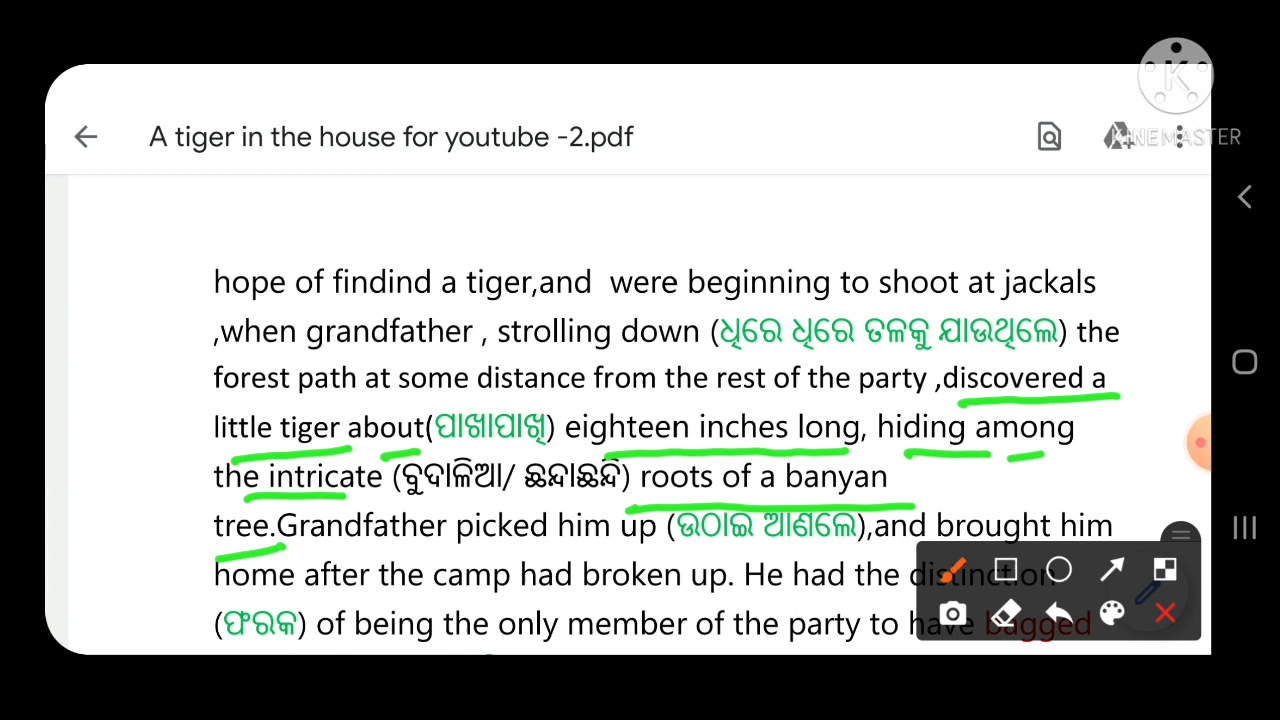 A tiger in the house for youtube -2.pdf
KINEMASTER
hope of findind a tiger,and were beginning to shoot at jackals
,when grandfather , strolling down (ଧିରେ ଧିରେ ତଳକୁ ଯାଉଥିଲେ) the
forest path at some distance from the rest of the party ,discovered a
little tiger about(ପାଖାପାଖି) eighteen inches long, hiding among
the intricate (ବୁଦାଳିଆ/ ଛନ୍ଦାଛନ୍ଦି) roots of a banyan
tree.Grandfather picked him up (ଉଠାଇ ଆଣିଲେ),and brought him
home after the camp had broken up. He had the distinction
(ଫରକ) of being the only member of the party to have bagged